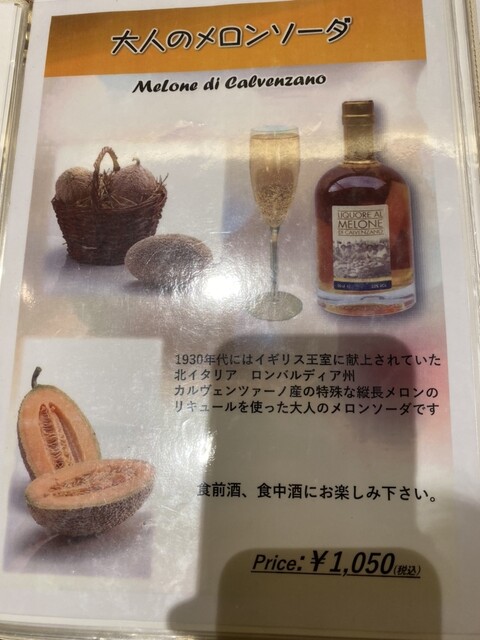 大人のメロンソーダ
Melone di Calvenzano
LIQUORE AL
MELONE
DI CALVENZANO
1930年代にはイギリス王室に献上されていた
北イタリア　ロンバルディア州
カルヴェンツァーノ産の特殊な縦長メロンの
リキュールを使った大人のメロンソーダです
食前酒、食中酒にお楽しみ下さい。
Price:￥1,050(税込)